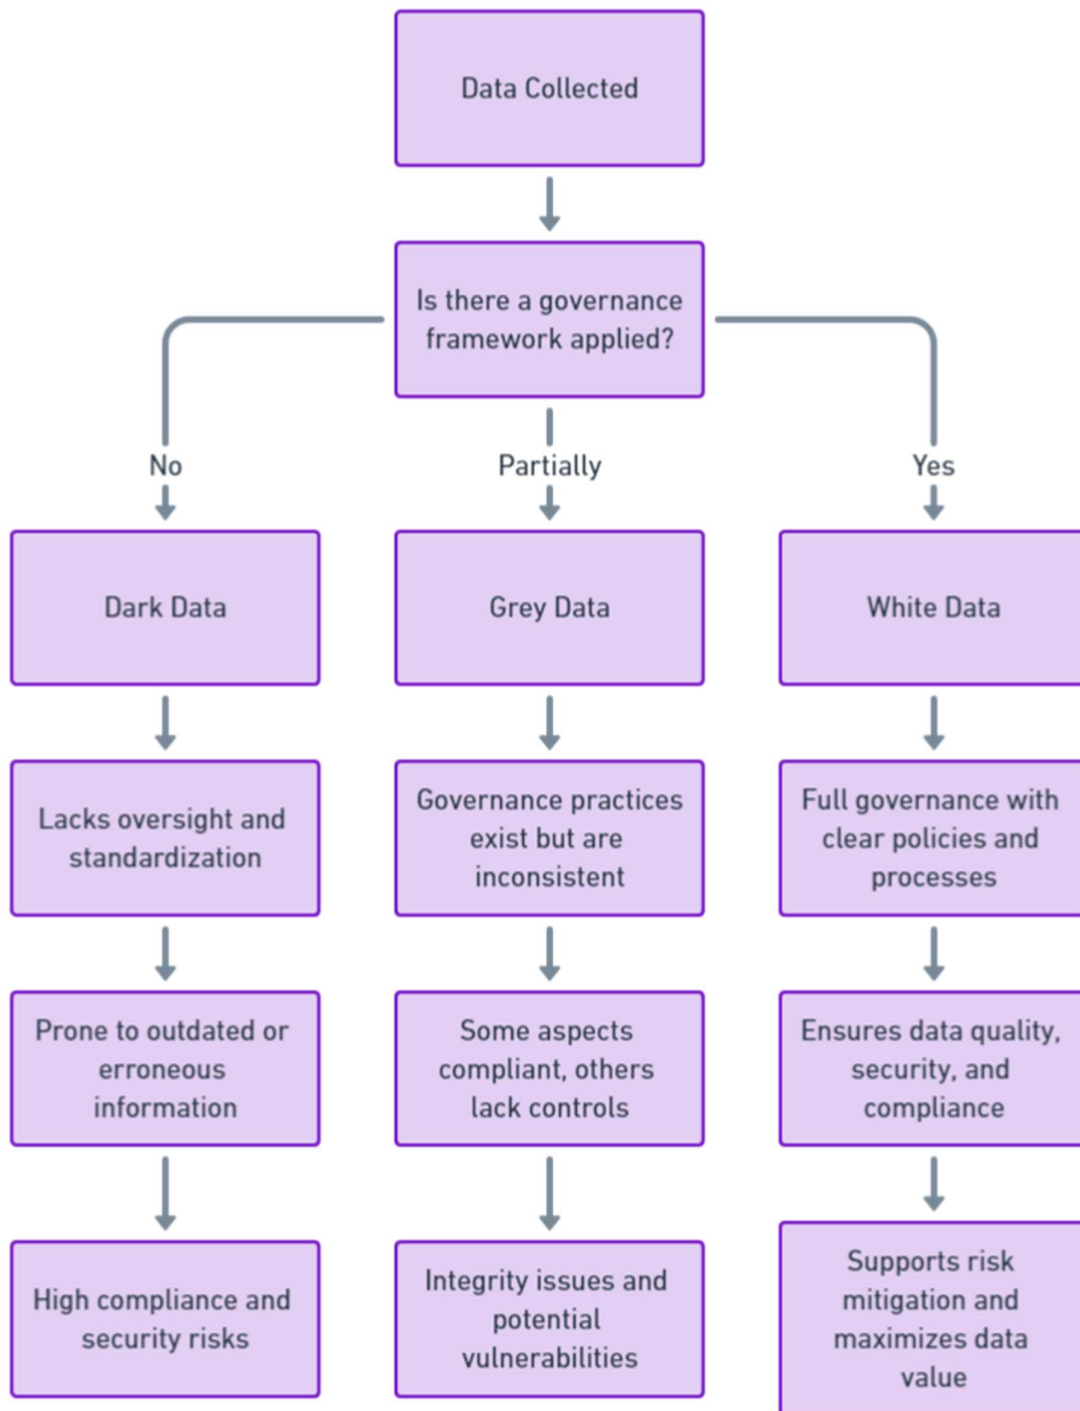 Data Collected
Is there a governance
framework applied?
No
Partially
Yes
Dark Data
Grey Data
White Data
Lacks oversight and
standardization
Governance practices
exist but are
inconsistent
Full governance with
clear policies and
processes
Prone to outdated or
erroneous
information
Some aspects
compliant, others
lack controls
Ensures data quality,
security, and
compliance
High compliance and
security risks
Integrity issues and
potential
vulnerabilities
Supports risk
mitigation and
maximizes data
value